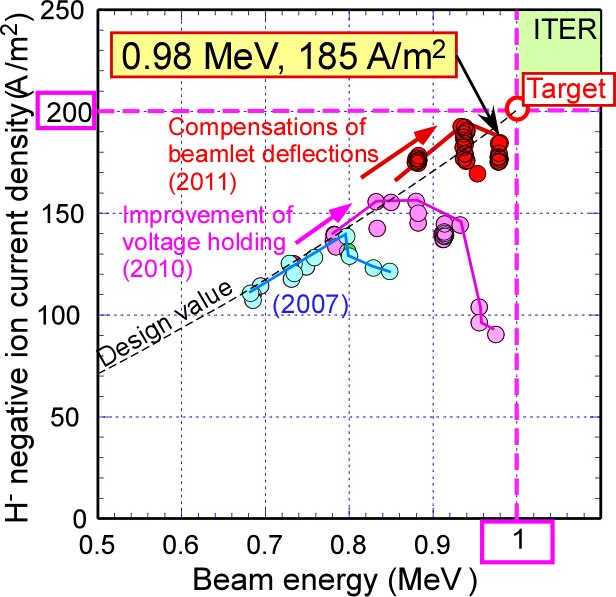 250
ITER
0.98 MeV, 185 A/m2
Target
200
Compensations of
beamlet deflections
(2011)
150
Improvement of
voltage holding
(2010)
(2007)
Design value
100
50
0
0.5
0.6
0.7
0.8
0.9
1
H- negative ion current density(A/m2)
Beam energy (MeV)